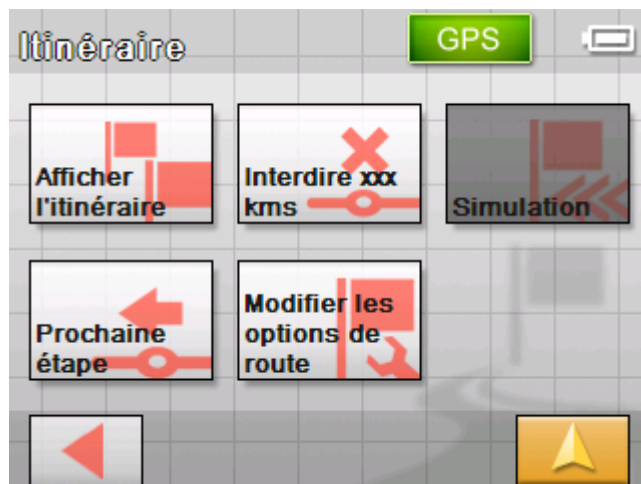 Itinéraire
GPS
Afficher
l'itinéraire
Interdire xxx
kms
Simulation
Prochaine
étape
Modifier les
options de
route